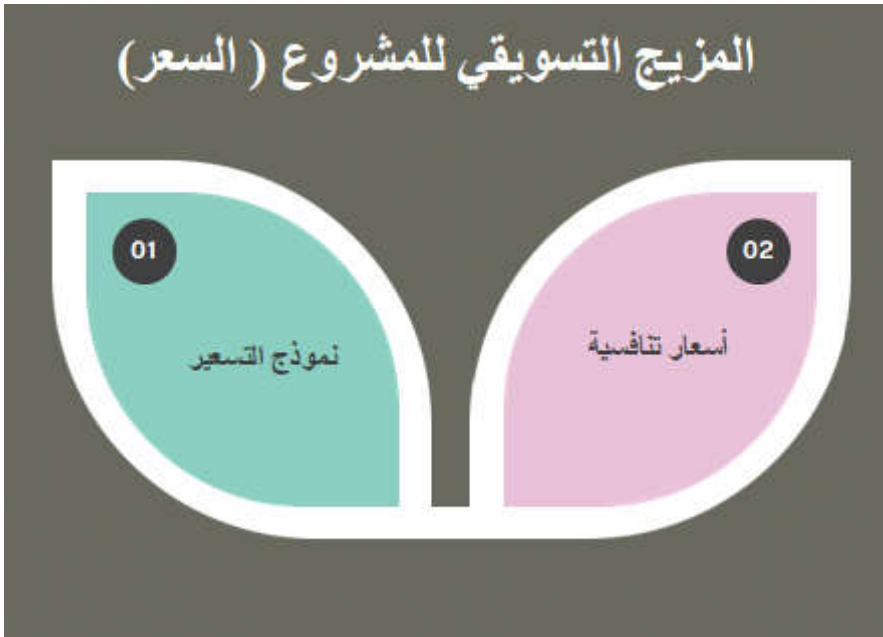 المزيج التسويقي للمشروع ( السعر)
01
نموذج التسعير
02
أسعار تنافسية